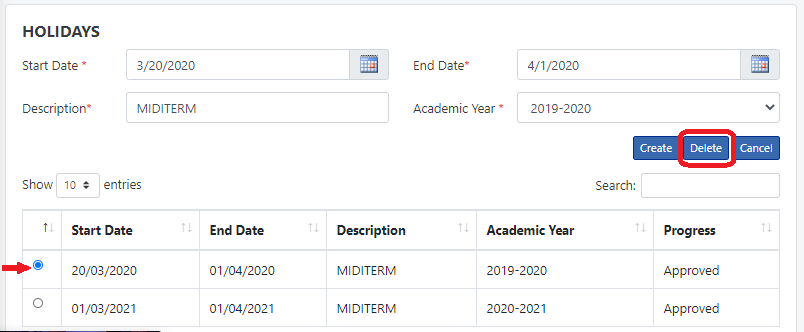 HOLIDAYS
Start Date * 3/20/2020 End Date* 4/1/2020
Description* MIDITERM Academic Year * 2019-2020
Create Delete Cancel
Show 10 entries Search:
Start Date End Date Description Academic Year Progress
20/03/2020 01/04/2020 MIDITERM 2019-2020 Approved
01/03/2021 01/04/2021 MIDITERM 2020-2021 Approved